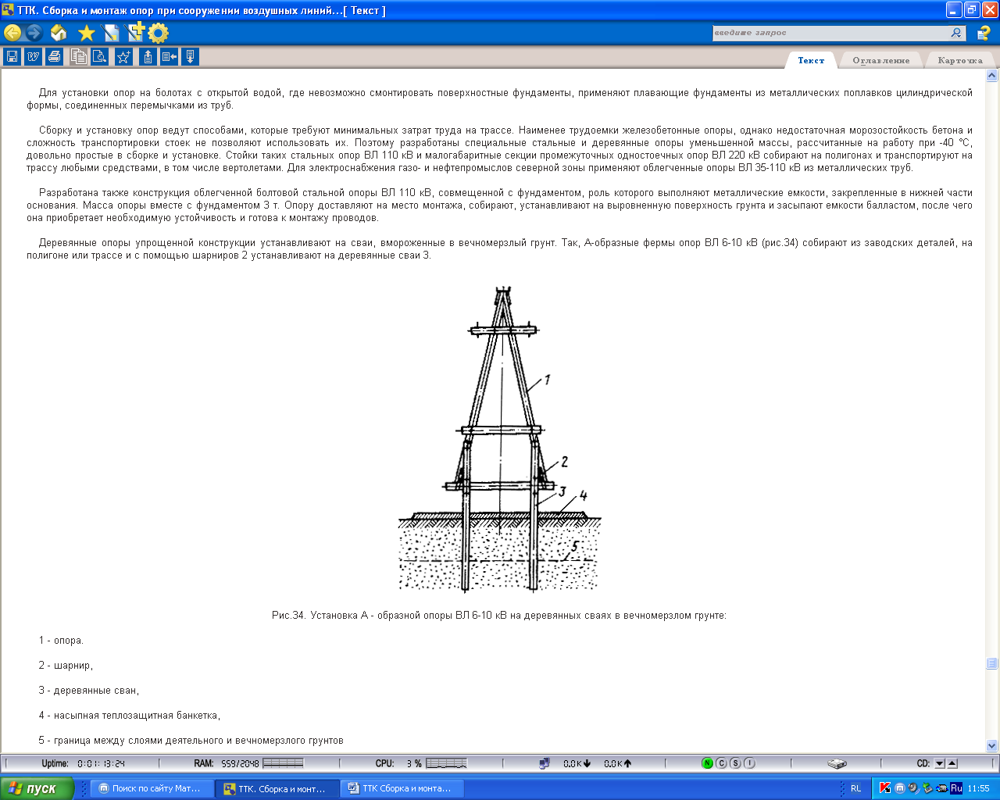 ТТК. Сборка и монтаж опор при сооружении воздушных линий...[ Текст ]
введите запрос
Текст
Оглавление
Карточка
Для установки опор на болотах с открытой водой, где невозможно смонтировать поверхностные фундаменты, применяют плавающие фундаменты из металлических поплавков цилиндрической
формы, соединенных перемычками из труб.
Сборку и установку опор ведут способами, которые требуют минимальных затрат труда на трассе. Наименее трудоемки железобетонные опоры, однако недостаточная морозостойкость бетона и
сложность транспортировки стоек не позволяют использовать их. Поэтому разработаны специальные стальные и деревянные опоры уменьшенной массы, рассчитанные на работу при -40 °С,
довольно простые в сборке и установке. Стойки таких стальных опор ВЛ 110 кВ и малогабаритные секции промежуточных одностоечных опор ВЛ 220 кВ собирают на полигонах и транспортируют на
трассу любыми средствами, в том числе вертолетами. Для электроснабжения газо- и нефтепромыслов северной зоны применяют облегченные опоры ВЛ 35-110 кВ из металлических труб.
Разработана также конструкция облегченной болтовой стальной опоры ВЛ 110 кВ, совмещенной с фундаментом, роль которого выполняют металлические емкости, закрепленные в нижней части
основания. Масса опоры вместе с фундаментом 3 т. Опору доставляют на место монтажа, собирают, устанавливают на выровненную поверхность грунта и засыпают емкости балластом, после чего
она приобретает необходимую устойчивость и готова к монтажу проводов.
Деревянные опоры упрощенной конструкции устанавливают на сваи, вмороженные в вечномерзлый грунт. Так, А-образные фермы опор ВЛ 6-10 кВ (рис.34) собирают из заводских деталей, на
полигоне или трассе и с помощью шарниров 2 устанавливают на деревянные сваи 3.
1
2
3
4
5
Рис.34. Установка А - образной опоры ВЛ 6-10 кВ на деревянных сваях в вечномерзлом грунте:
1 - опора.
2 - шарнир,
3 - деревянные сван,
4 - насыпная теплозащитная банкетка,
5 - граница между слоями деятельного и вечномерзлого грунтов
Uptime: 0:01:13:24 RAM: 559/2048 CPU: 3 % 0.0K 0.0K N C S I CD:
пуск Поиск по сайту Мат... ТТК. Сборка и монт... ТТК Сборка и монта... RL Ru 11:55